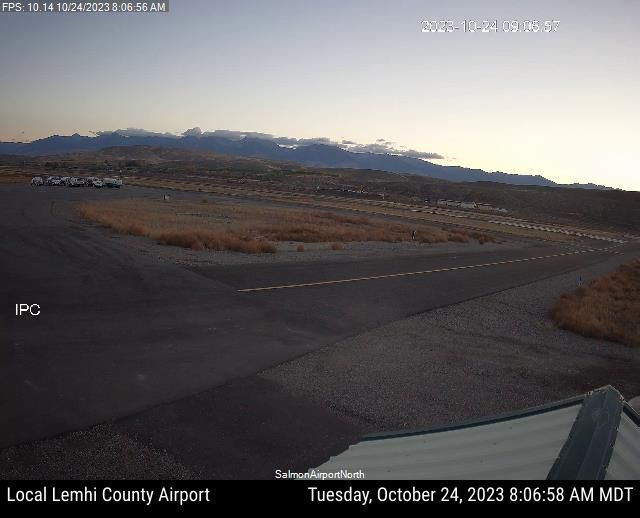 FPS: 10.14 10/24/2023 8:06:56 AM
2023-10-24 09:06:57
IPC
SalmonAirportNorth
Local Lemhi County Airport Tuesday, October 24, 2023 8:06:58 AM MDT